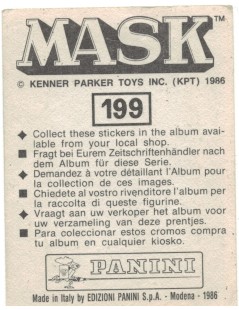 MASK™
© KENNER PARKER TOYS INC. (KPT) 1986
199
◆ Collect these stickers in the album avai-
lable from your local shop.
■ Fragt bei Eurem Zeitschriftenhändler nach
dem Album für diese Serie.
◆ Demandez à votre détaillant l'Album pour
la collection de ces images.
■ Chiedete al vostro rivenditore l'album per
la raccolta di queste figurine.
◆ Vraagt aan uw verkoper het album voor
uw verzameling van deze prentjes.
■ Para coleccionar estos cromos compra
tu album en cualquier kiosko.
PANINI
Made in Italy by EDIZIONI PANINI S.p.A. - Modena - 1986